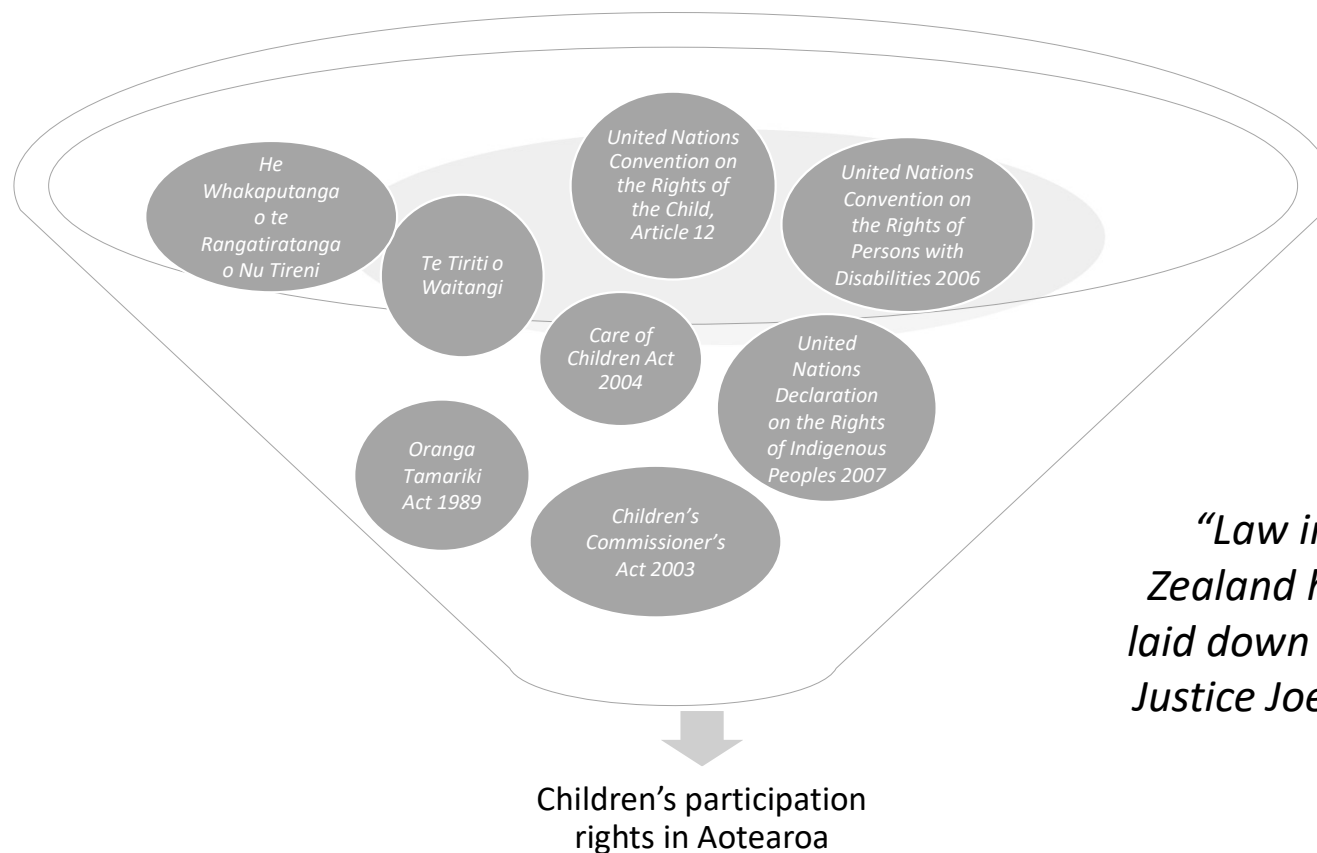 He
Whakaputanga
o te
Rangatiratanga
o Nu Tireni
Te Tiriti o
Waitangi
United Nations
Convention on
the Rights of
the Child,
Article 12
United Nations
Convention on
the Rights of
Persons with
Disabilities 2006
Care of
Children Act
2004
United
Nations
Declaration
on the Rights
of Indigenous
Peoples 2007
Oranga
Tamariki
Act 1989
Children’s
Commissioner’s
Act 2003
“Law in
Zealand h
laid down
Justice Joe
Children’s participation
rights in Aotearoa